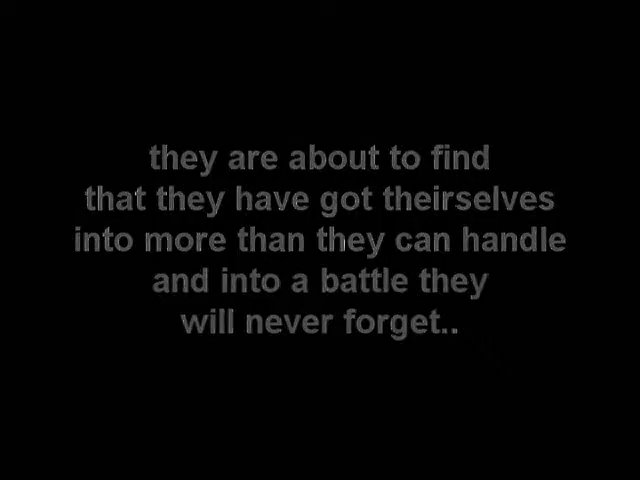 they are about to find
that they have got theirselves
into more than they can handle
and into a battle they
will never forget..